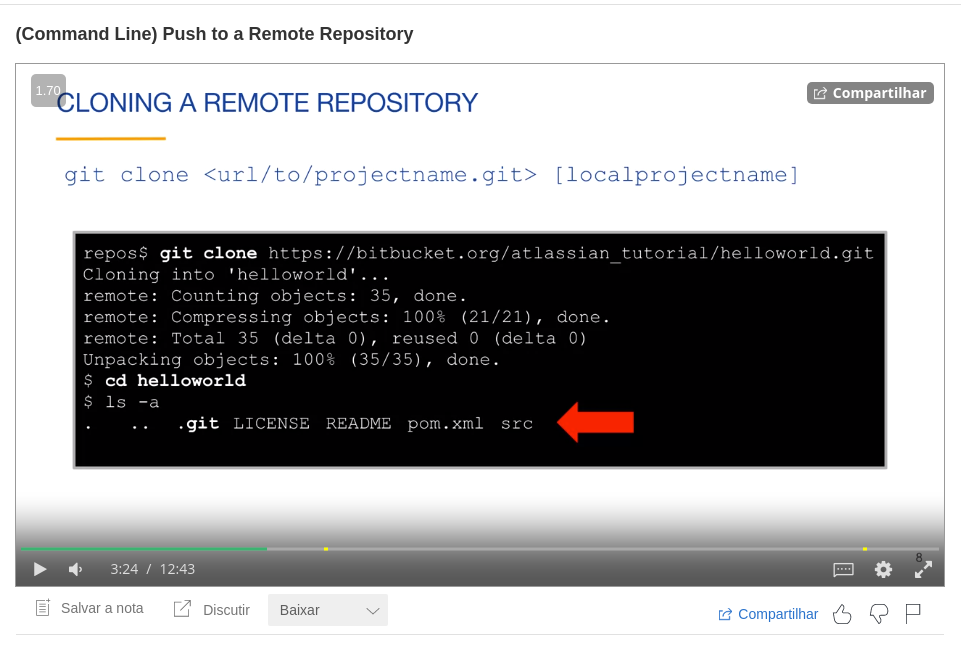 (Command Line) Push to a Remote Repository
1.70
CLONING A REMOTE REPOSITORY
Compartilhar
git clone <url/to/projectname.git> [localprojectname]
repos$ git clone https://bitbucket.org/atlassian_tutorial/helloworld.git
Cloning into 'helloworld'...
remote: Counting objects: 35, done.
remote: Compressing objects: 100% (21/21), done.
remote: Total 35 (delta 0), reused 0 (delta 0)
Unpacking objects: 100% (35/35), done.
$ cd helloworld
$ ls -a
. .. .git LICENSE README pom.xml src
8
3:24 / 12:43
Salvar a nota Discutir Baixar Compartilhar